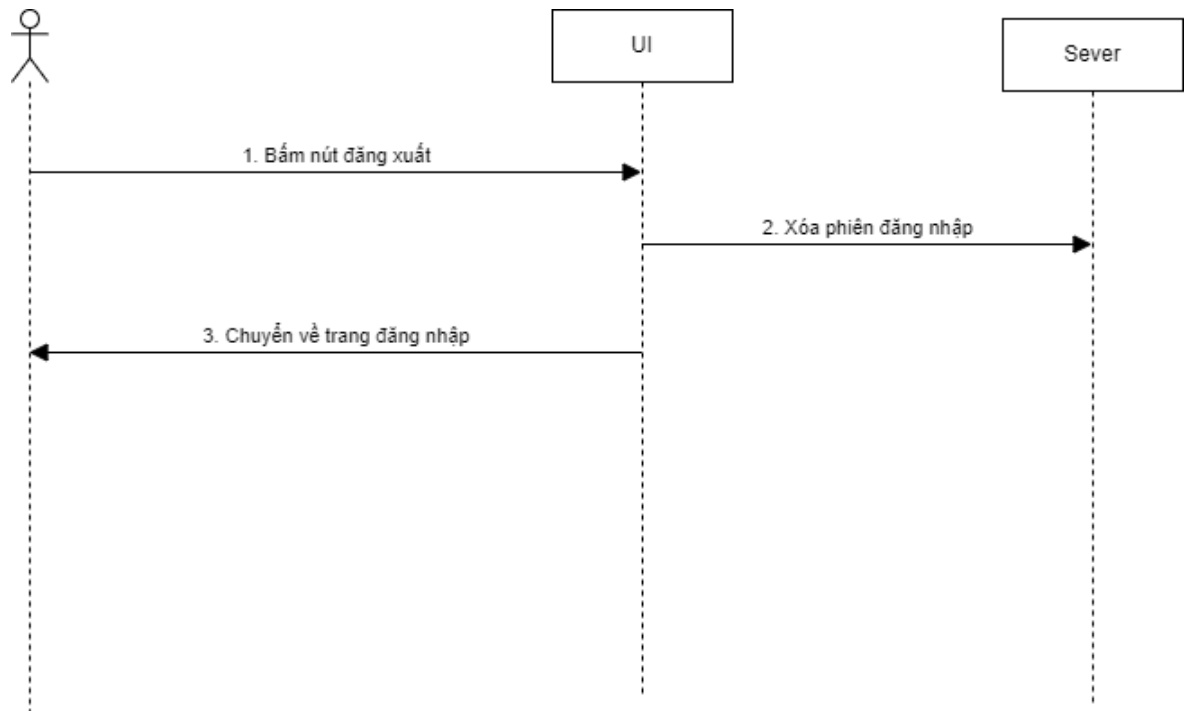 UI
Sever
1. Bấm nút đăng xuất
2. Xóa phiên đăng nhập
3. Chuyển về trang đăng nhập